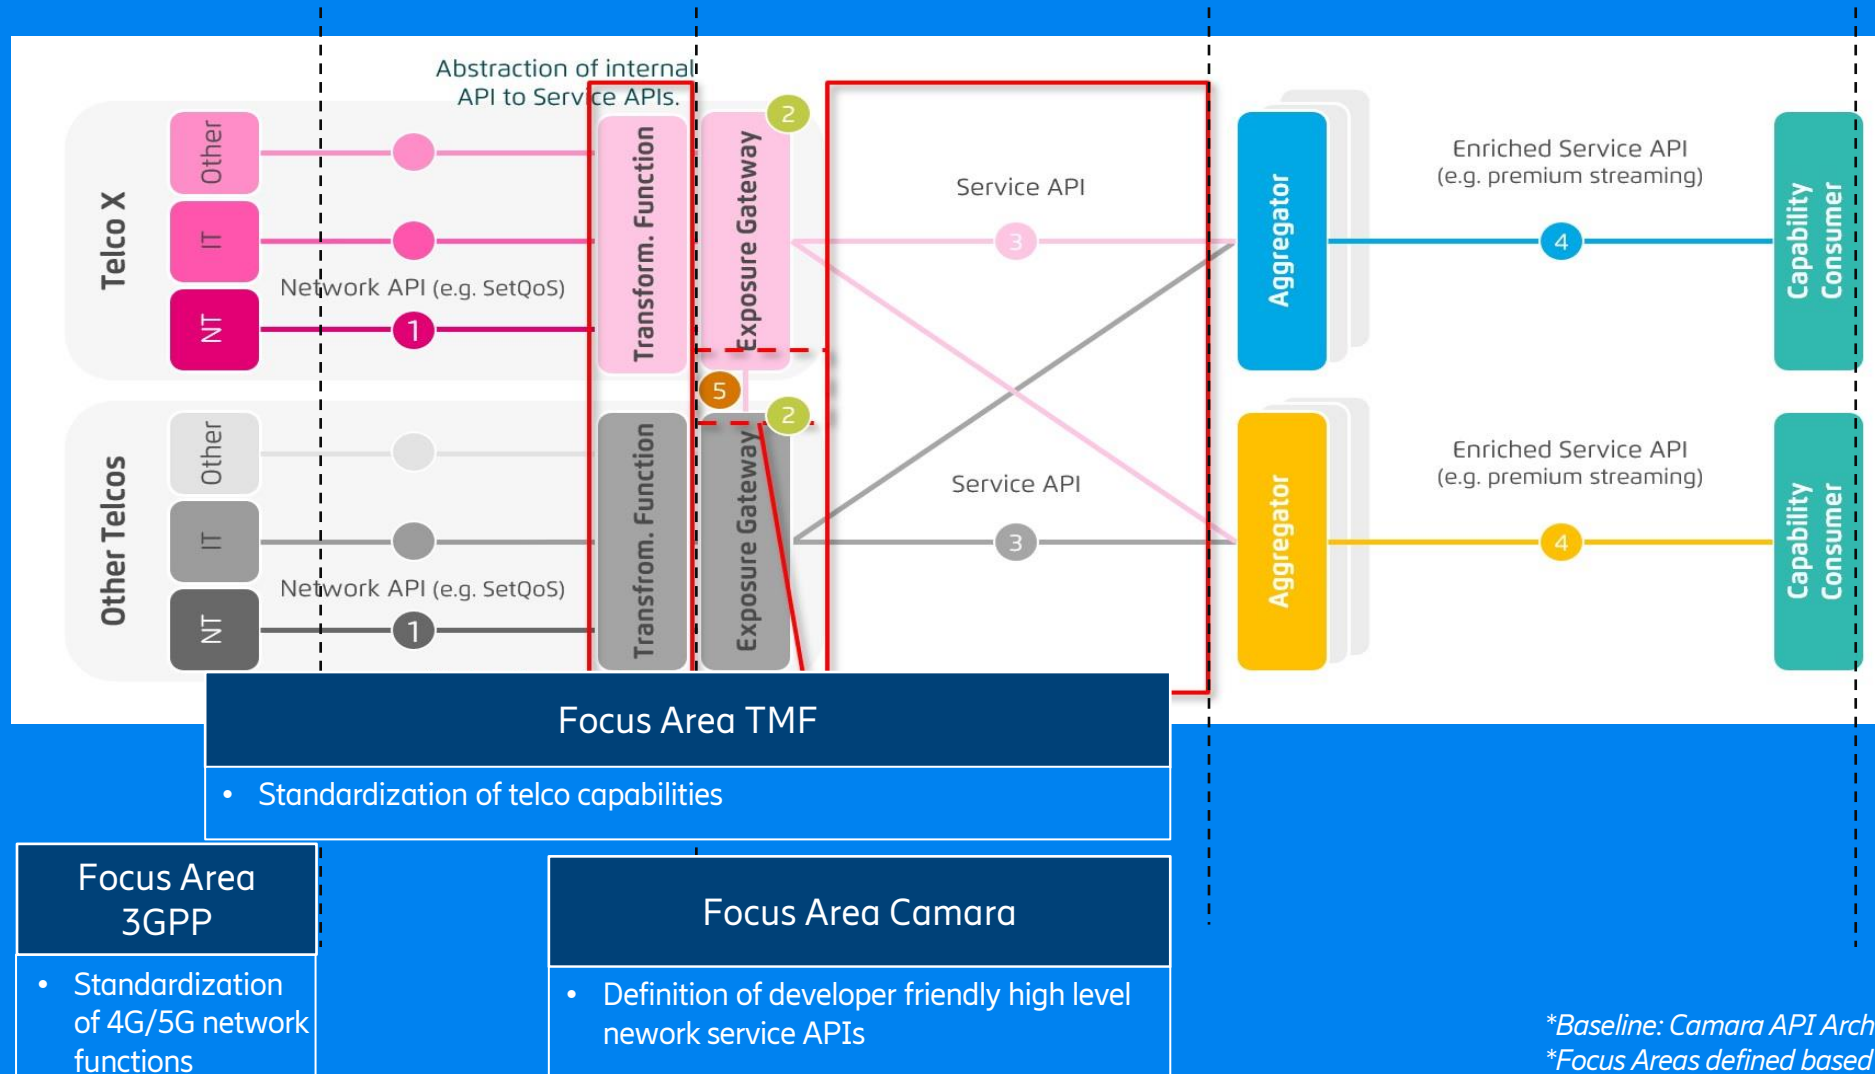 Abstraction of internal
API to Service APIs.
Telco X
Other
IT
NT
Network API (e.g. SetQoS)
1
Transform. Function
Exposure Gateway
2
5
Service API
3
Aggregator
Enriched Service API
(e.g. premium streaming)
4
Capability
Consumer
Other Telcos
Other
IT
NT
Network API (e.g. SetQoS)
1
Transfrom. Function
Exposure Gateway
2
Service API
3
Aggregator
Enriched Service API
(e.g. premium streaming)
4
Capability
Consumer
Focus Area TMF
• Standardization of telco capabilities
Focus Area
3GPP
• Standardization
of 4G/5G network
functions
Focus Area Camara
• Definition of developer friendly high level
nework service APIs
*Baseline: Camara API Arch
*Focus Areas defined based